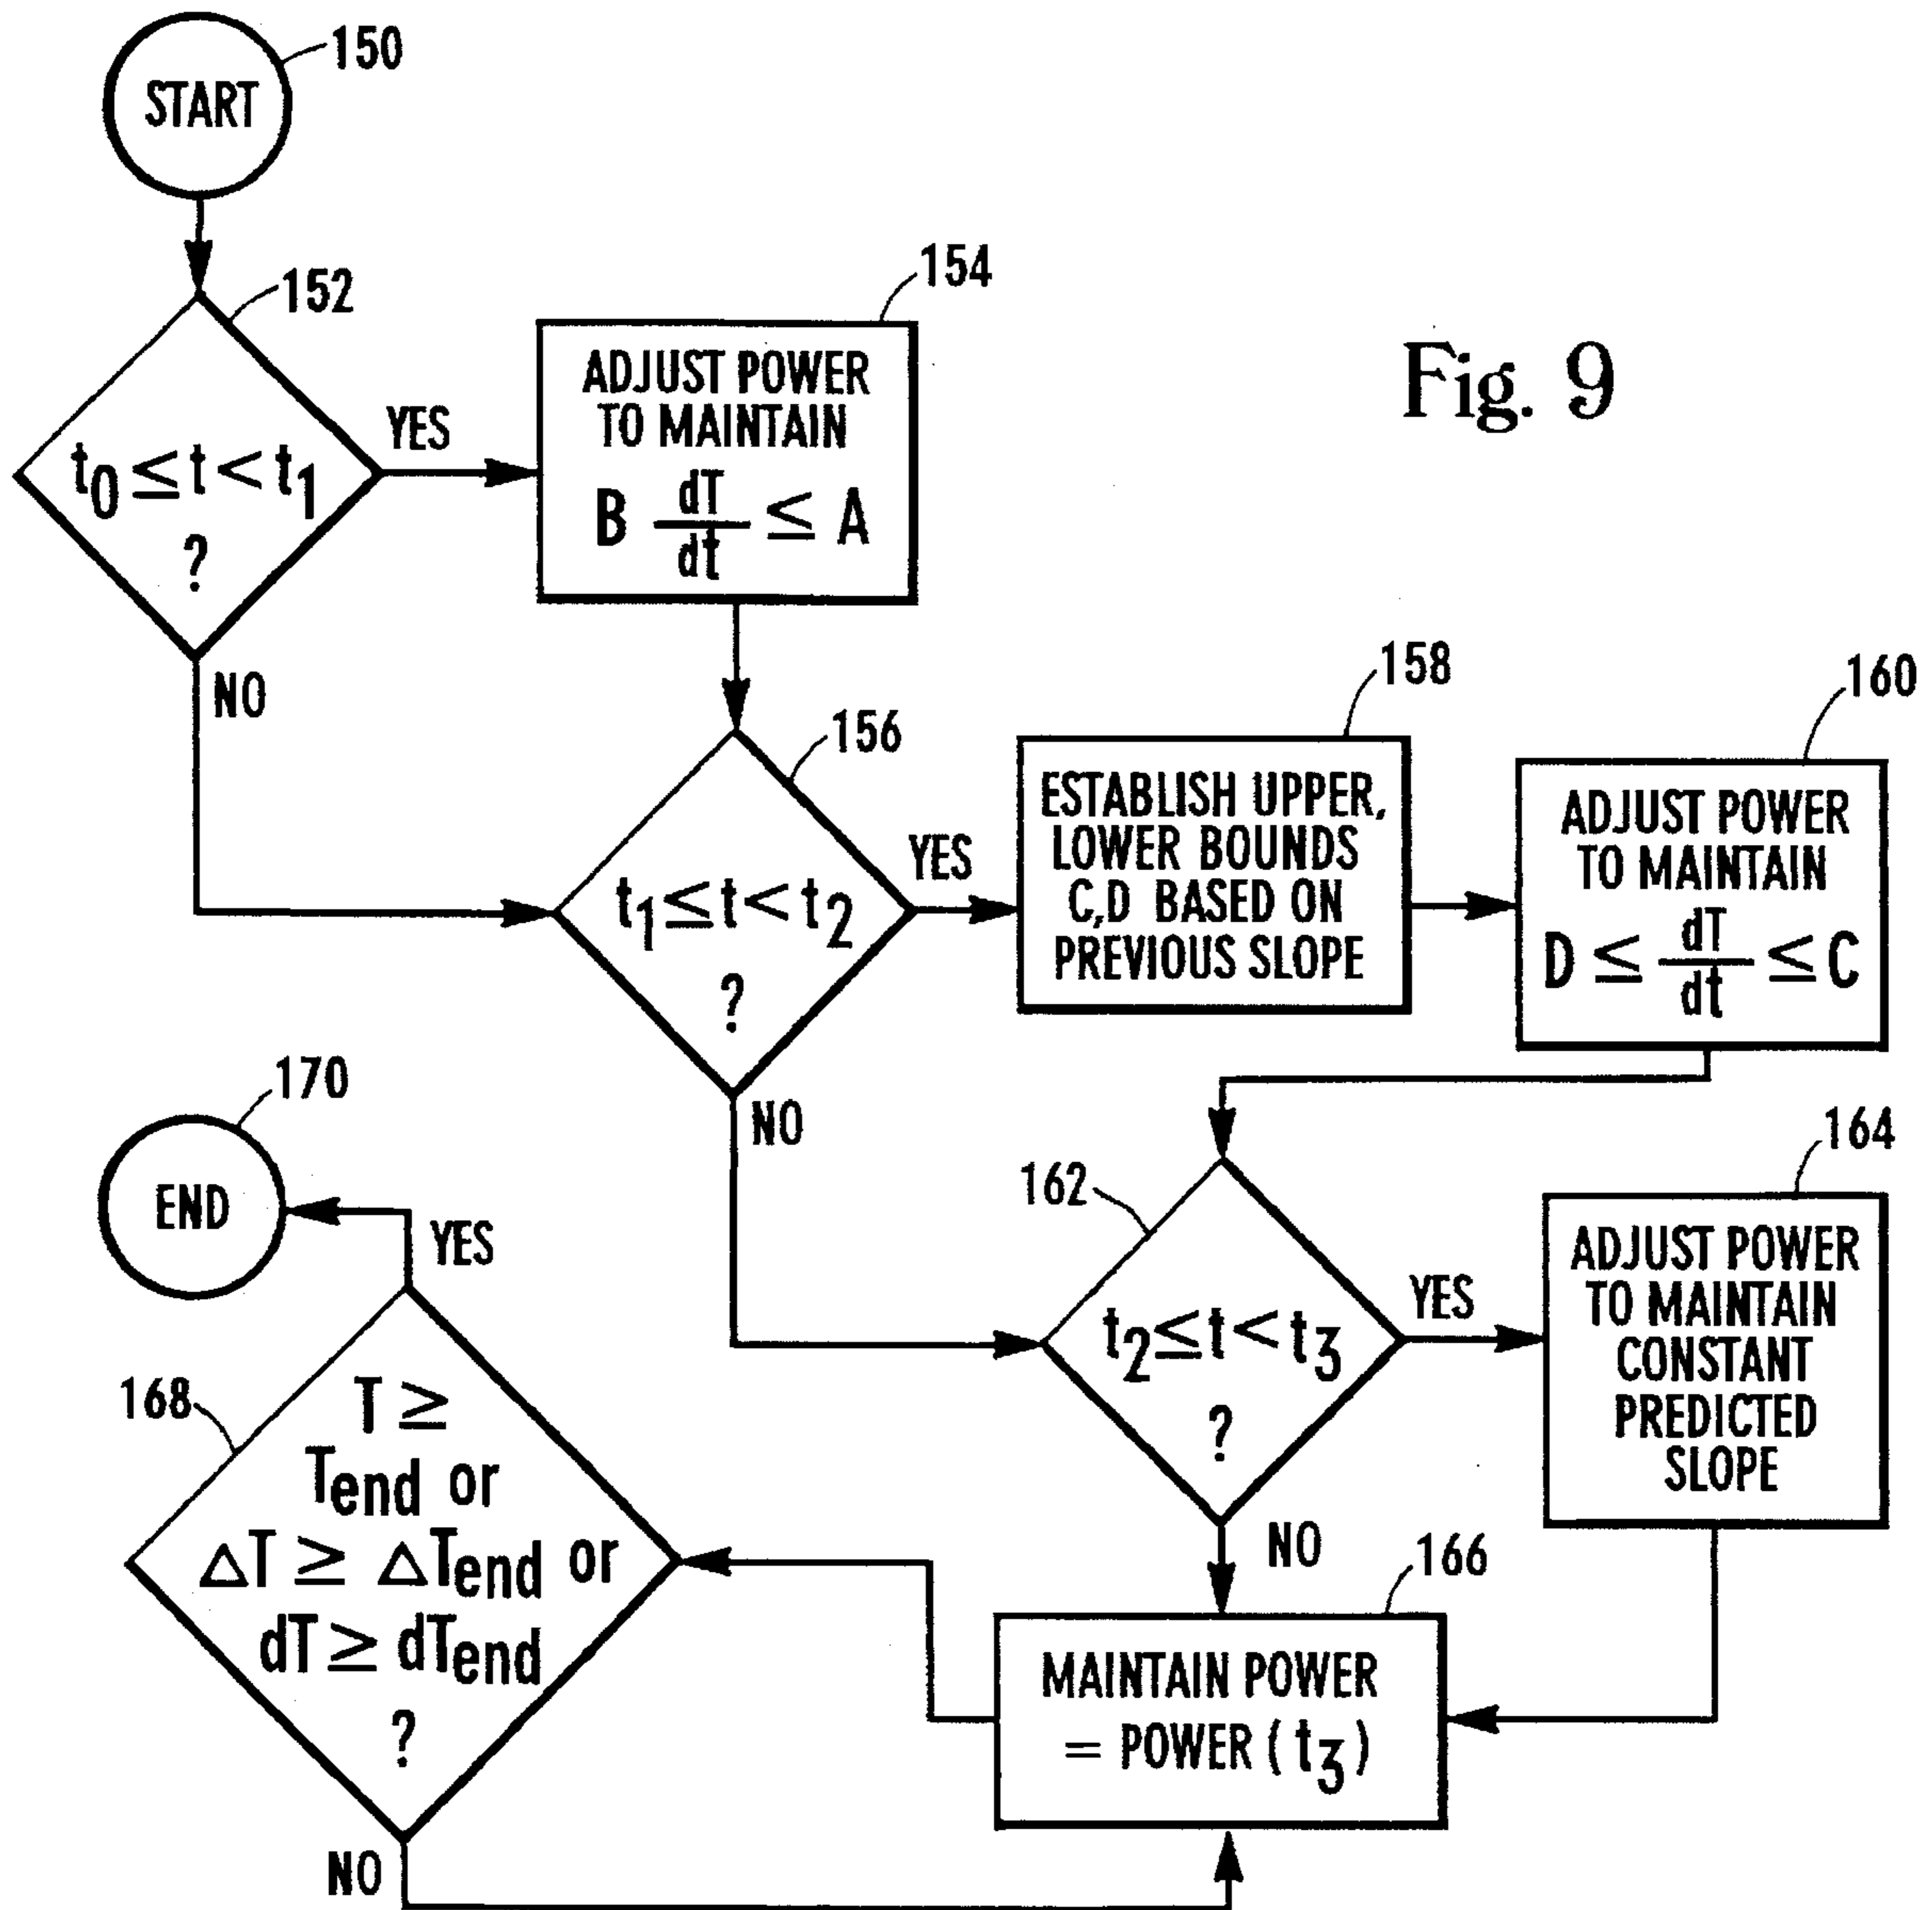 150
START
152
154
ADJUST POWER
TO MAINTAIN
B dT/dt ≤ A
Fig. 9
t0 ≤ t < t1
?
YES
NO
156
158
160
t1 ≤ t < t2
?
YES
ESTABLISH UPPER,
LOWER BOUNDS
C,D BASED ON
PREVIOUS SLOPE
ADJUST POWER
TO MAINTAIN
D ≤ dT/dt ≤ C
NO
170
END
YES
162
164
t2 ≤ t < t3
?
YES
ADJUST POWER
TO MAINTAIN
CONSTANT
PREDICTED
SLOPE
NO
168
T ≥
Tend or
ΔT ≥ ΔTend or
dT ≥ dTend
?
166
MAINTAIN POWER
= POWER (t3)
NO